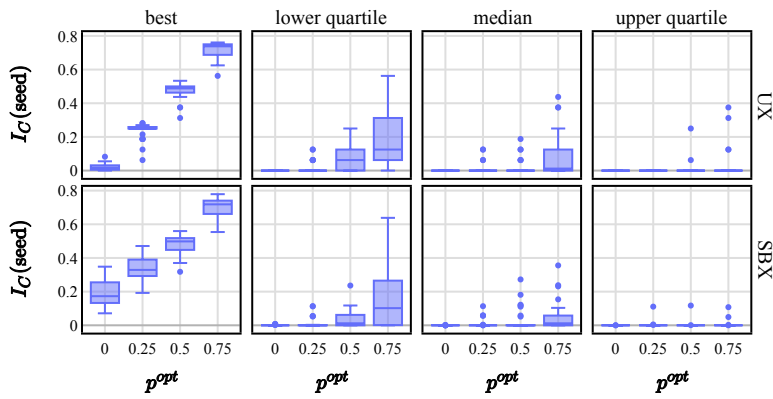 best lower quartile median upper quartile
0.8
0.6
0.4
0.2
0
I_C(seed)
UX
0.8
0.6
0.4
0.2
0
I_C(seed)
SBX
0 0.25 0.5 0.75 0 0.25 0.5 0.75 0 0.25 0.5 0.75 0 0.25 0.5 0.75
p^opt p^opt p^opt p^opt